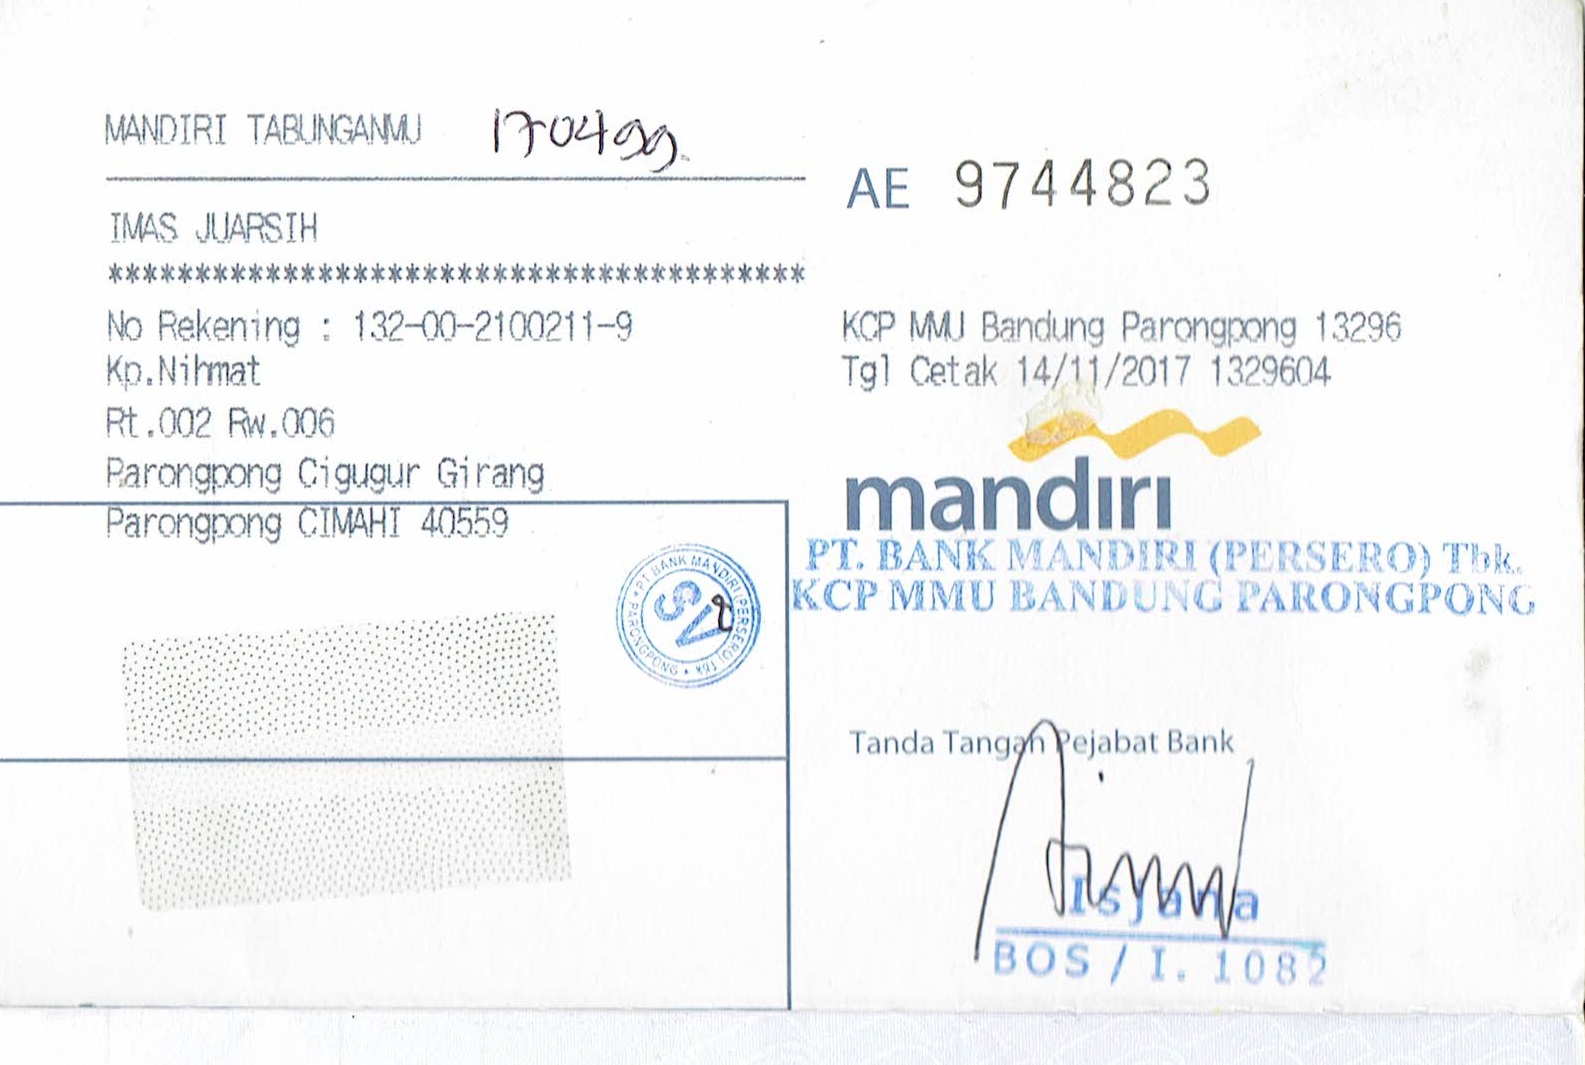 MANDIRI TABUNGANMU 170499
IMAS JUARSIH
****************************************
No Rekening : 132-00-2100211-9
Kp.Nihmat
Rt.002 Rw.006
Parongpong Cigugur Girang
Parongpong CIMAHI 40559
PT BANK MANDIRI (PERSERO) Tbk • PARONGPONG •
SV
AE 9744823
KCP MMU Bandung Parongpong 13296
Tgl Cetak 14/11/2017 1329604
mandiri
PT. BANK MANDIRI (PERSERO) Tbk.
KCP MMU BANDUNG PARONGPONG
Tanda Tangan Pejabat Bank
Isjana
BOS / I. 1082